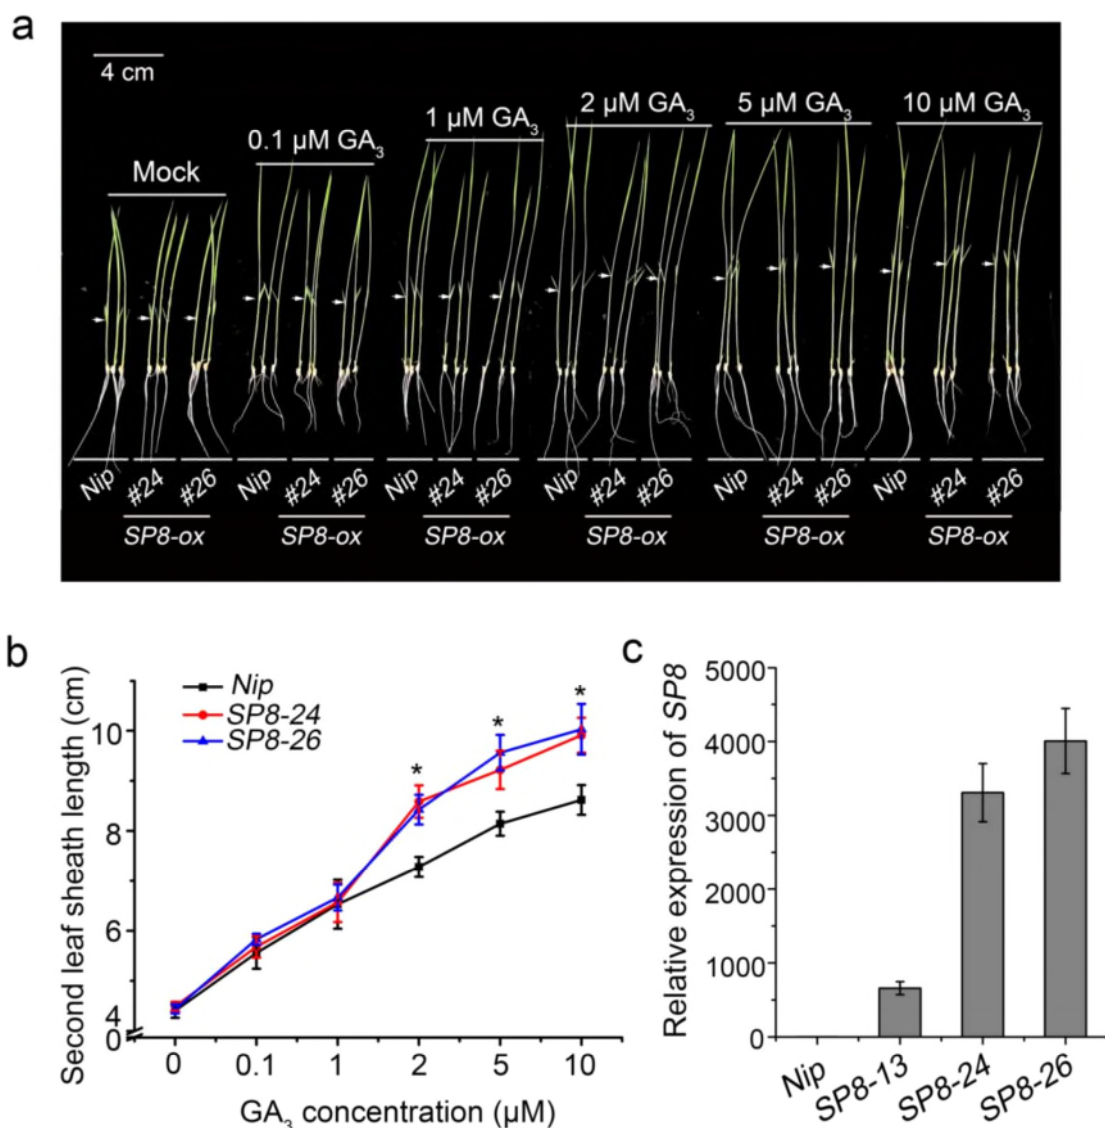 a
4 cm
Mock
0.1 µM GA₃
1 µM GA₃
2 µM GA₃
5 µM GA₃
10 µM GA₃
Nip #24 #26 Nip #24 #26 Nip #24 #26 Nip #24 #26 Nip #24 #26 Nip #24 #26
SP8-ox SP8-ox SP8-ox SP8-ox SP8-ox SP8-ox
b
Second leaf sheath length (cm)
10
8
6
4
0
Nip
SP8-24
SP8-26
*
*
*
0 0.1 1 2 5 10
GA₃ concentration (µM)
c
Relative expression of SP8
5000
4000
3000
2000
1000
0
Nip SP8-13 SP8-24 SP8-26